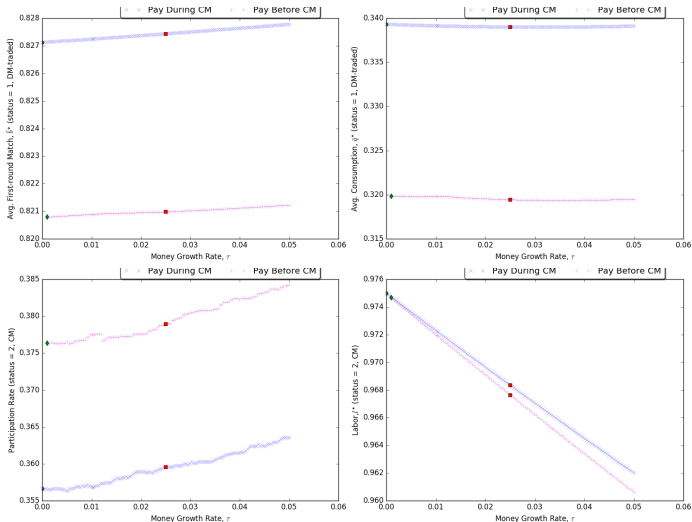 × × Pay During CM + + Pay Before CM
× × Pay During CM + + Pay Before CM
0.828
0.827
0.826
0.825
0.824
0.823
0.822
0.821
0.820
Avg. First-round Match, b̄* (status = 1, DM-traded)
0.00 0.01 0.02 0.03 0.04 0.05 0.06
Money Growth Rate, τ
0.340
0.335
0.330
0.325
0.320
0.315
Avg. Consumption, q̄* (status = 1, DM-traded)
0.00 0.01 0.02 0.03 0.04 0.05 0.06
Money Growth Rate, τ
× × Pay During CM + + Pay Before CM
× × Pay During CM + + Pay Before CM
0.385
0.380
0.375
0.370
0.365
0.360
0.355
Participation Rate (status = 2, CM)
0.00 0.01 0.02 0.03 0.04 0.05 0.06
Money Growth Rate, τ
0.976
0.974
0.972
0.970
0.968
0.966
0.964
0.962
0.960
Labor, l* (status = 2, CM)
0.00 0.01 0.02 0.03 0.04 0.05 0.06
Money Growth Rate, τ